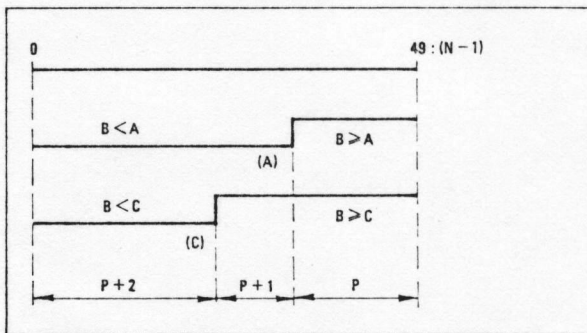 0 49 : (N – 1)
B < A B ⩾ A
(A)
B < C B ⩾ C
(C)
P + 2 P + 1 P